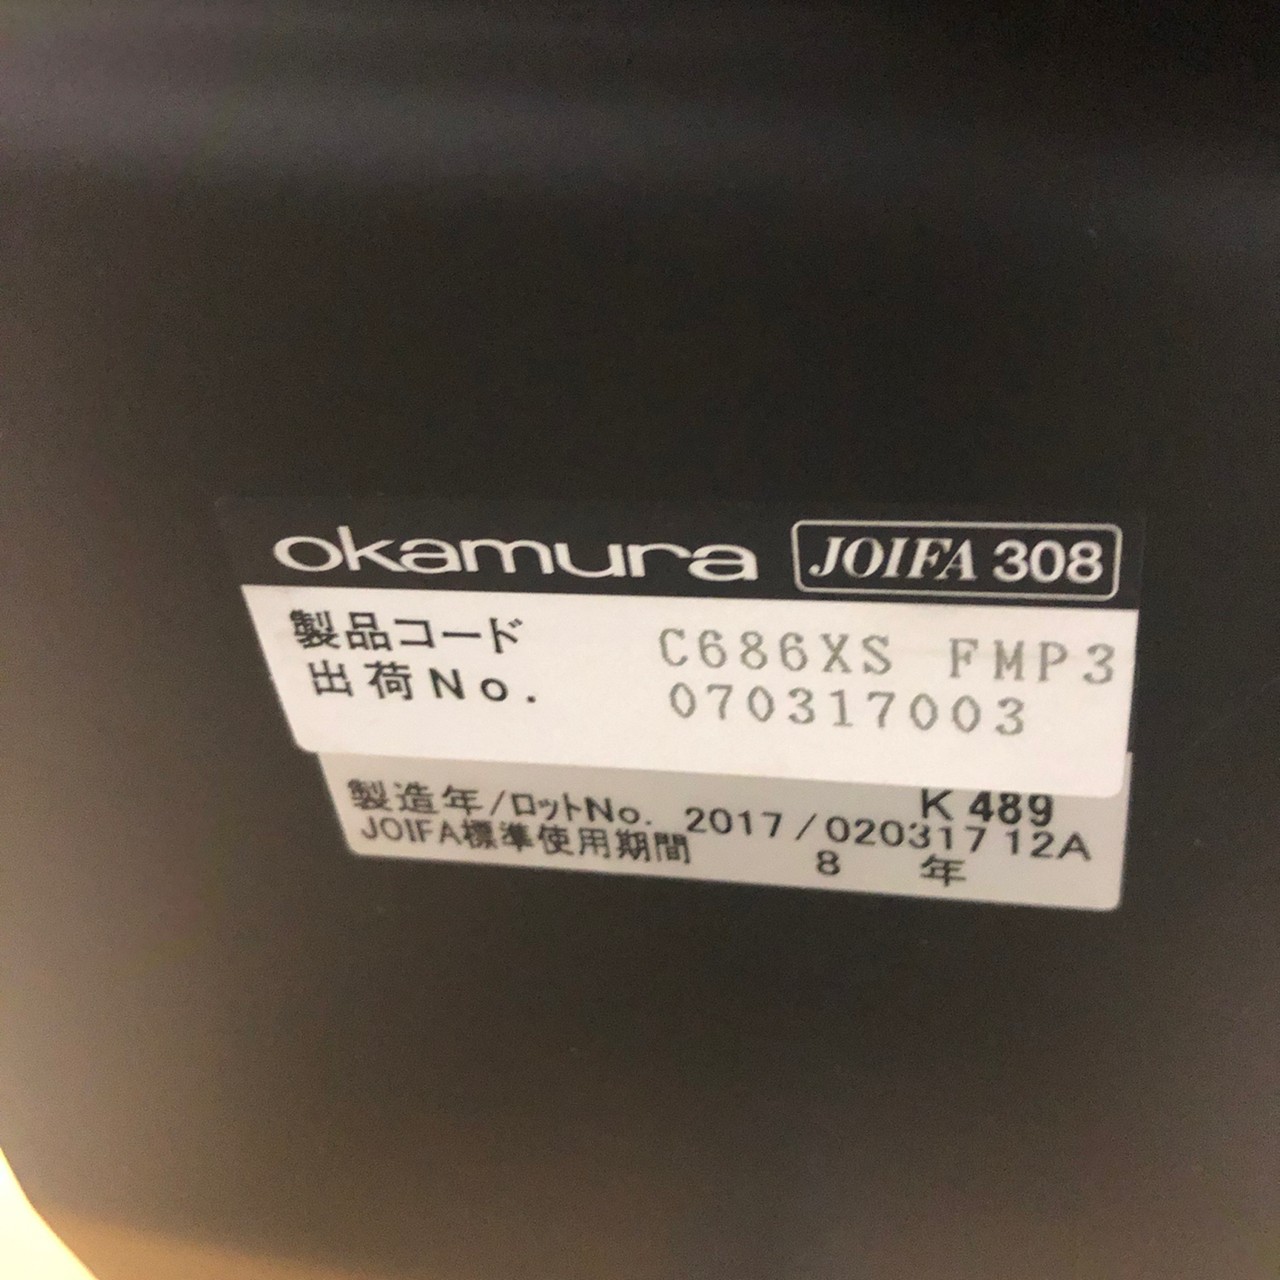 okamura JOIFA 308
製品コード C686XS FMP3
出荷No. 070317003
K 489
製造年/ロットNo. 2017/02031712A
JOIFA標準使用期間 8 年